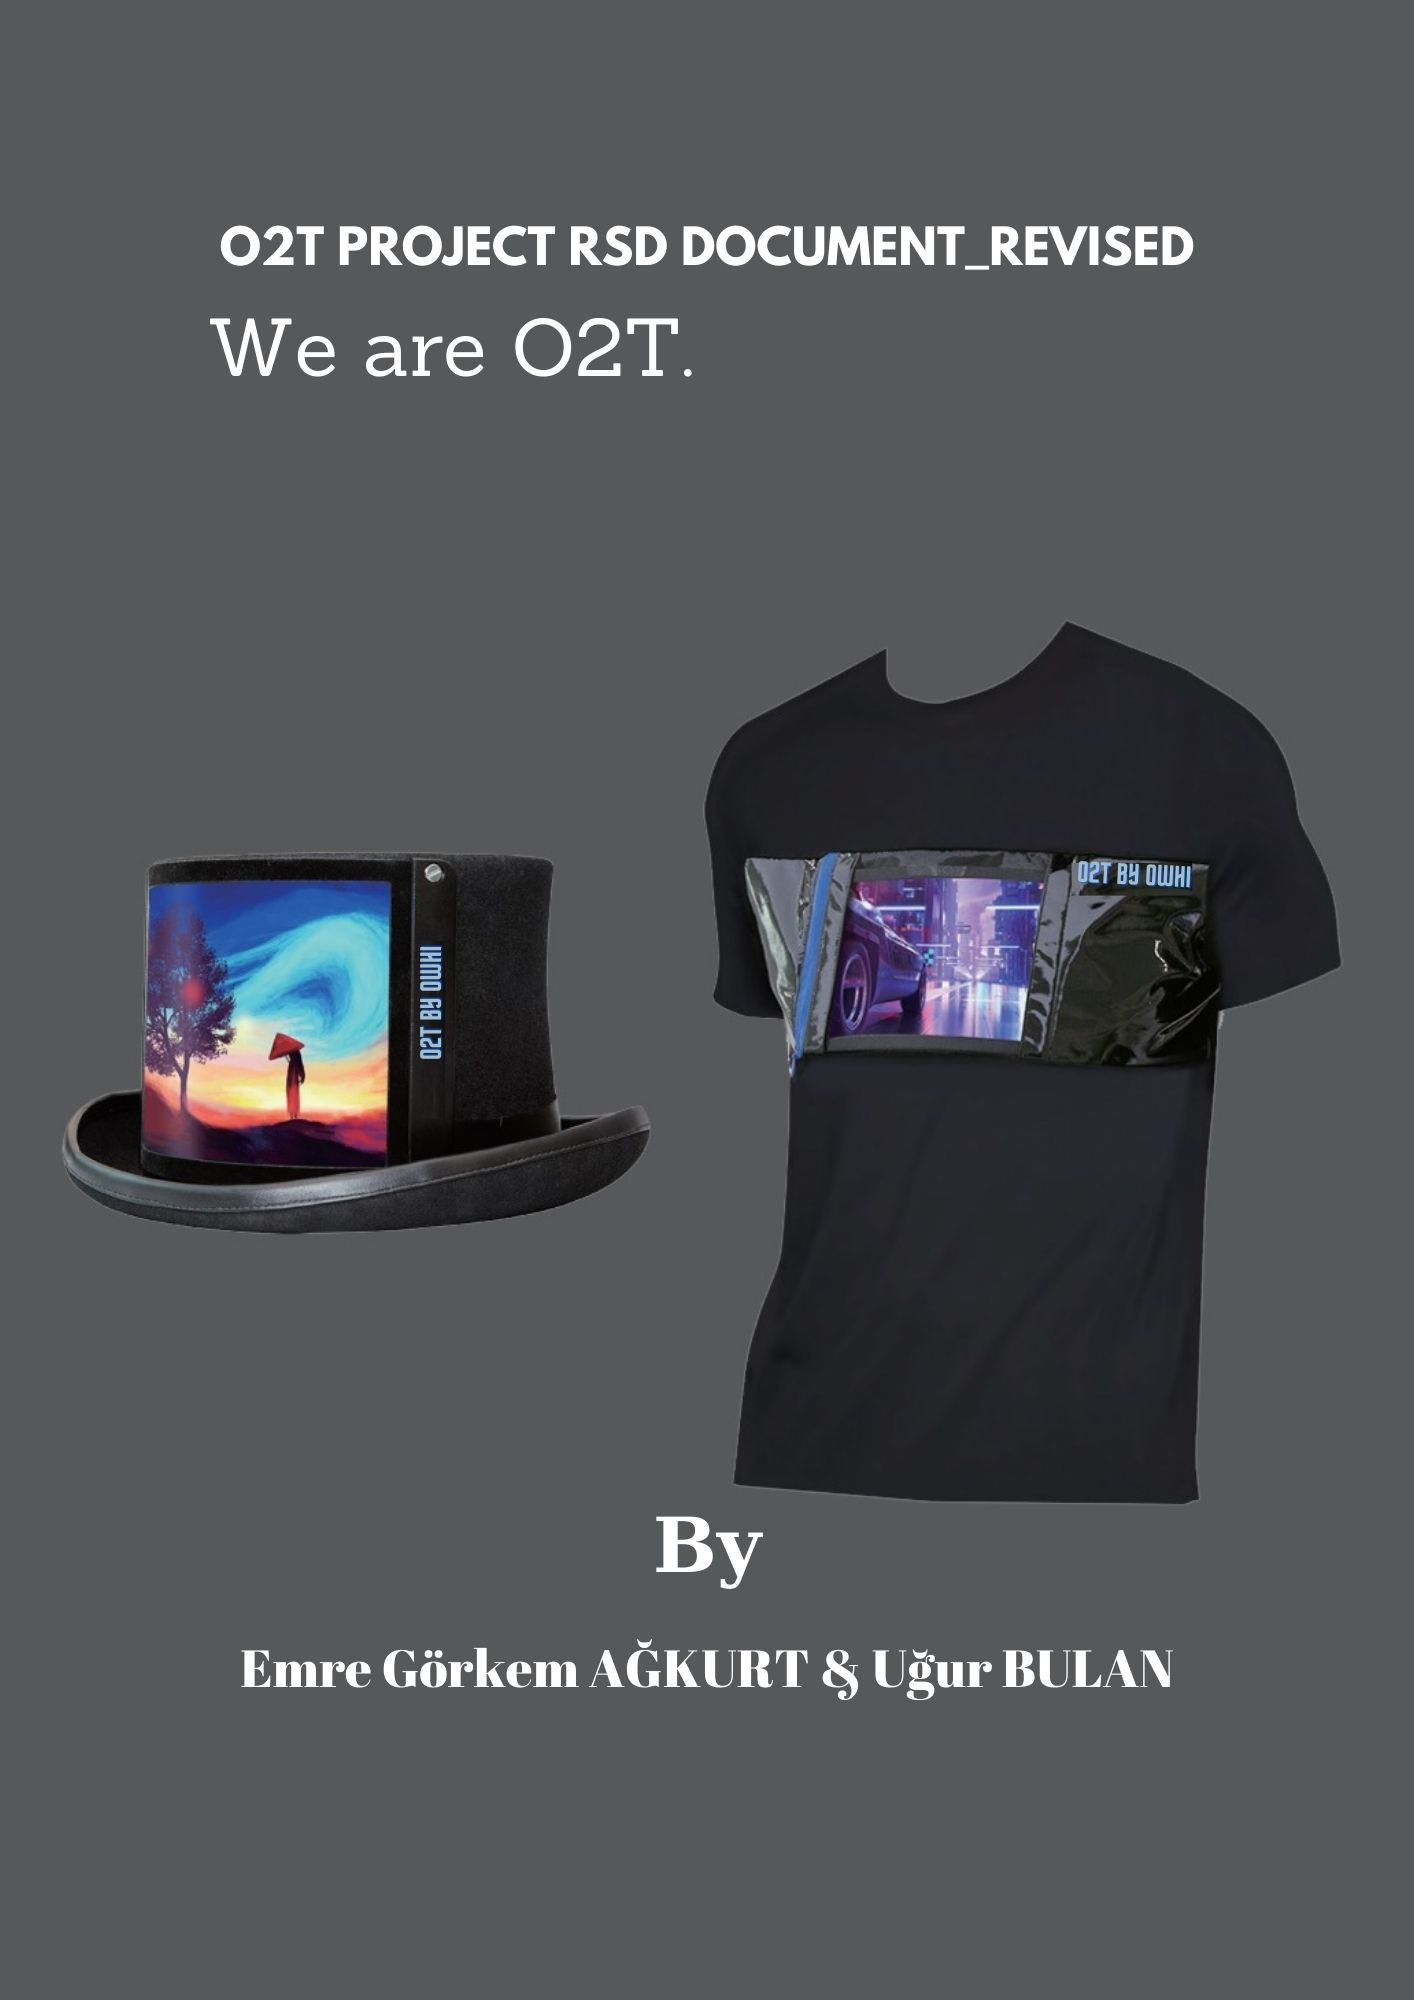 O2T PROJECT RSD DOCUMENT_REVISED
We are O2T.
O2T BY OWHI
O2T BY OWHI
By
Emre Görkem AĞKURT & Uğur BULAN